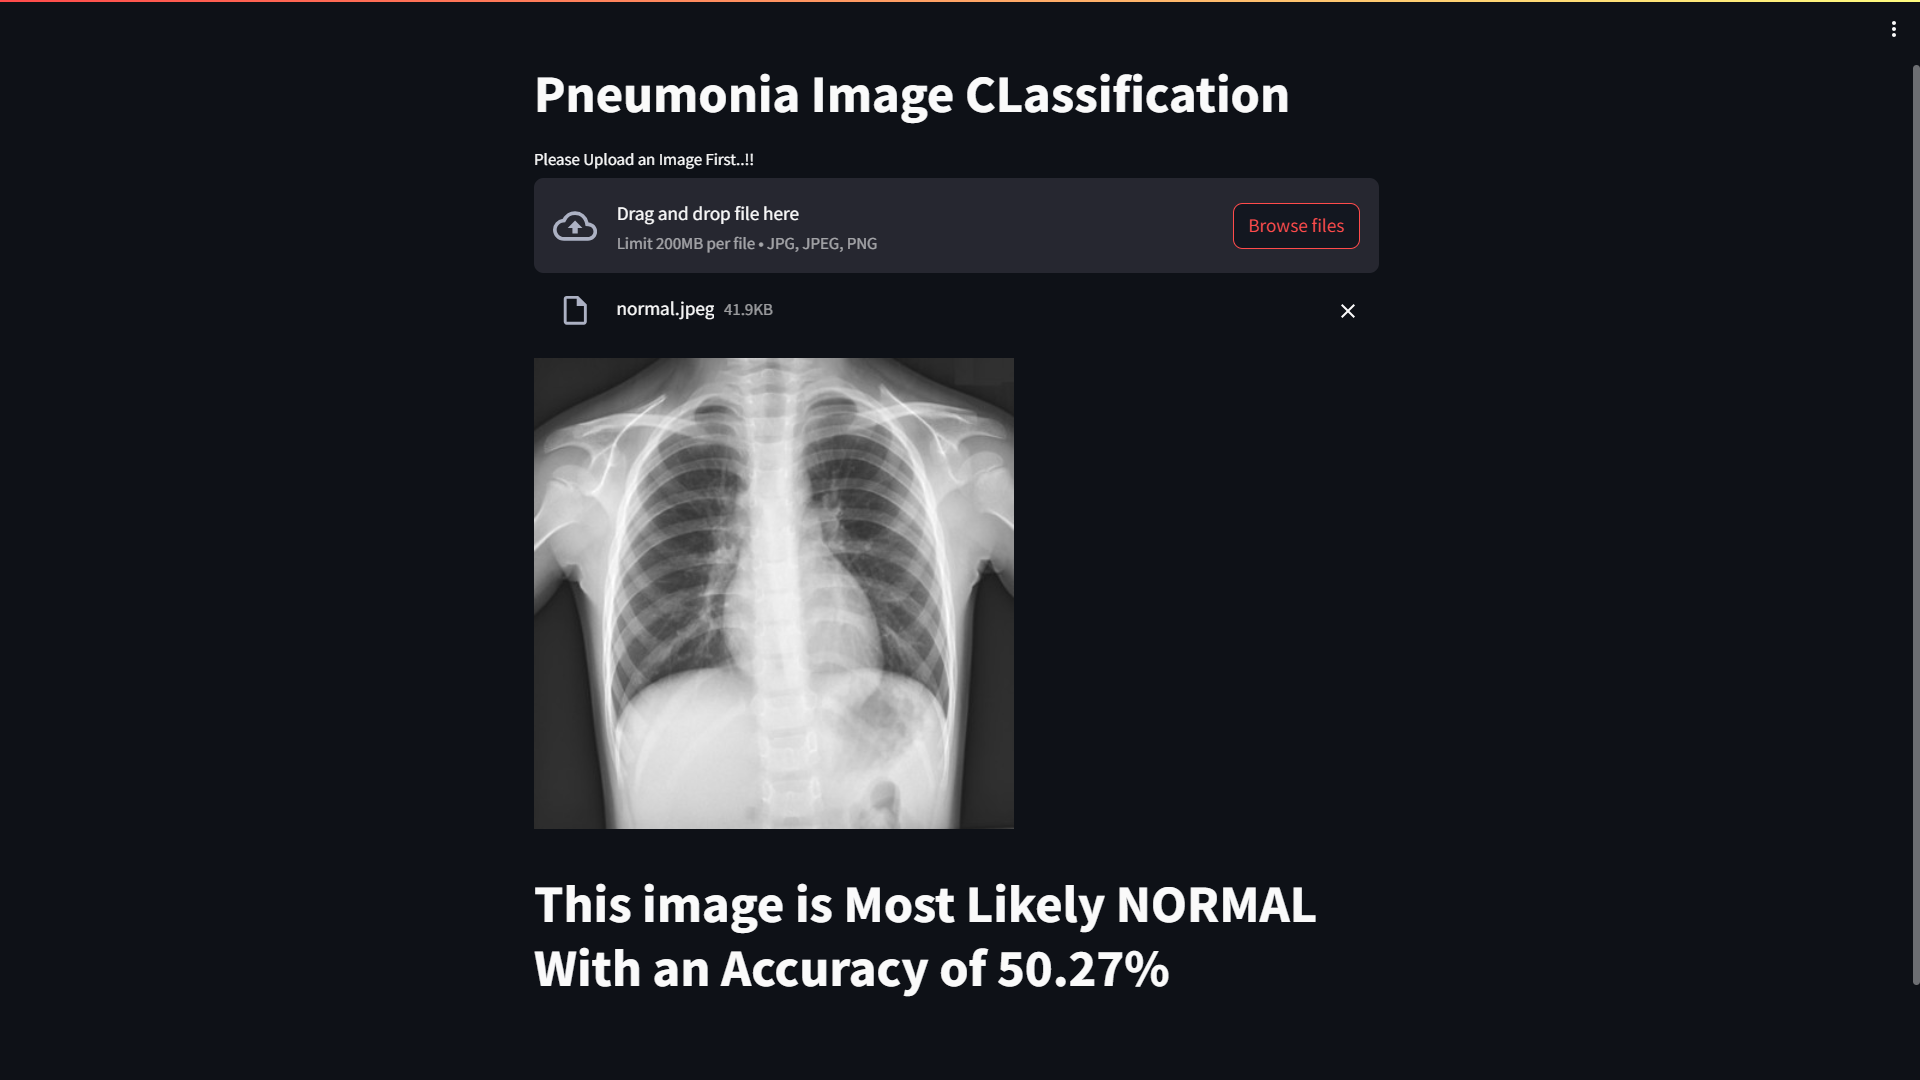 Pneumonia Image CLassification
Please Upload an Image First..!!
Drag and drop file here
Limit 200MB per file • JPG, JPEG, PNG
Browse files
normal.jpeg 41.9KB
This image is Most Likely NORMAL
With an Accuracy of 50.27%